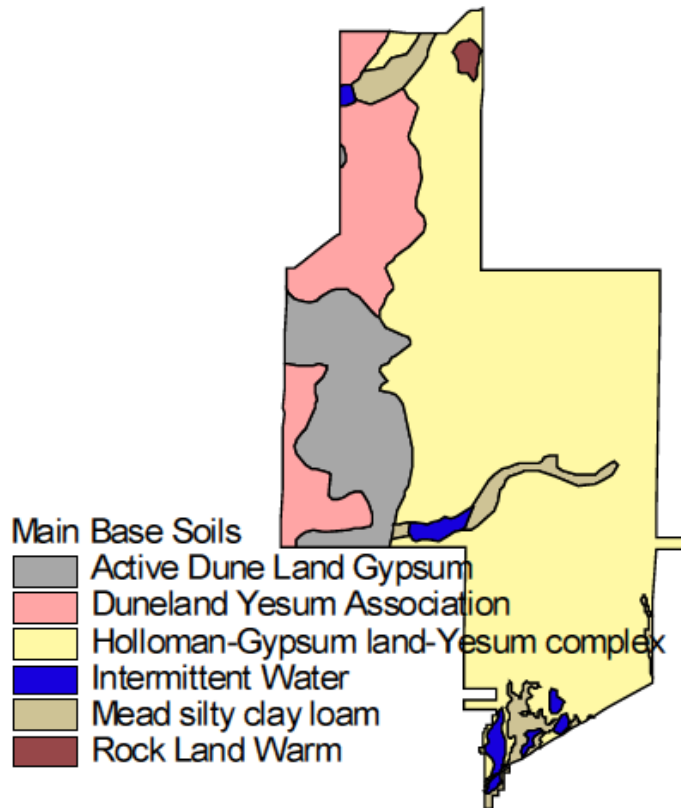 Main Base Soils
Active Dune Land Gypsum
Duneland Yesum Association
Holloman-Gypsum land-Yesum complex
Intermittent Water
Mead silty clay loam
Rock Land Warm